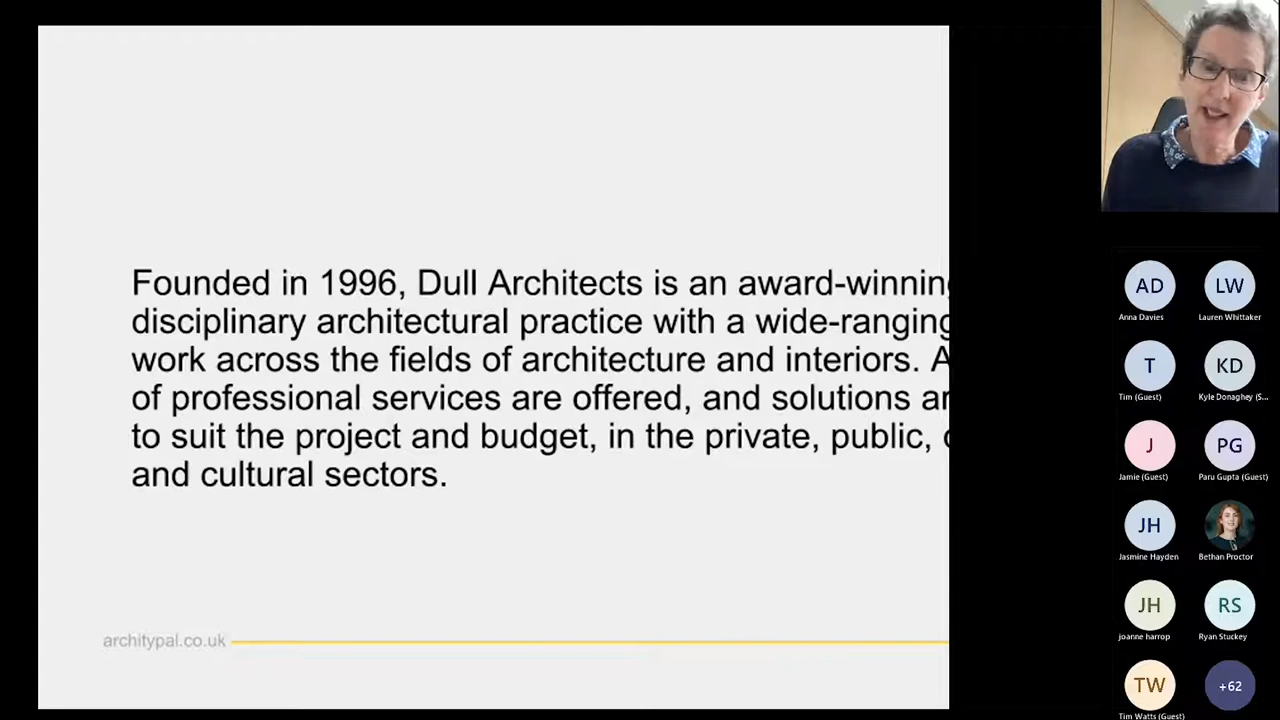 Founded in 1996, Dull Architects is an award-winning
disciplinary architectural practice with a wide-ranging
work across the fields of architecture and interiors. A
of professional services are offered, and solutions
to suit the project and budget, in the private, public,
and cultural sectors.
architypal.co.uk
AD
LW
Anna Davies
Lauren Whittaker
T
KD
Tim (Guest)
Kyle Donaghey (S...
J
PG
Jamie (Guest)
Paru Gupta (Guest)
JH
Jasmine Hayden
Bethan Proctor
JH
RS
joanne harrop
Ryan Stuckey
TW
+62
Tim Watts (Guest)